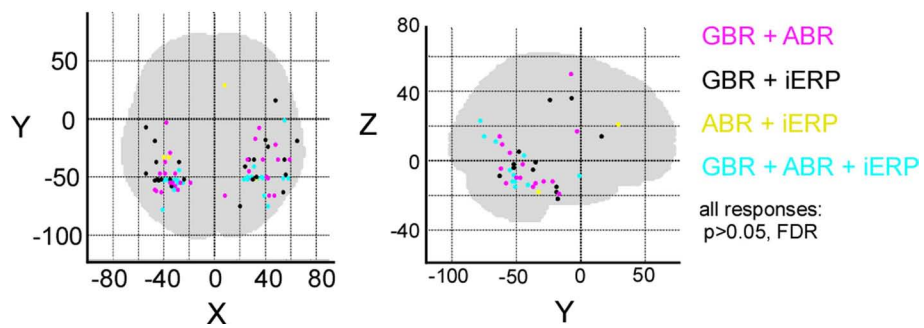 50
0
-50
-100
Y
-80
-40
0
40
80
X
80
40
0
-40
Z
-100
-50
0
50
Y
GBR + ABR
GBR + iERP
ABR + iERP
GBR + ABR + iERP
all responses:
p>0.05, FDR